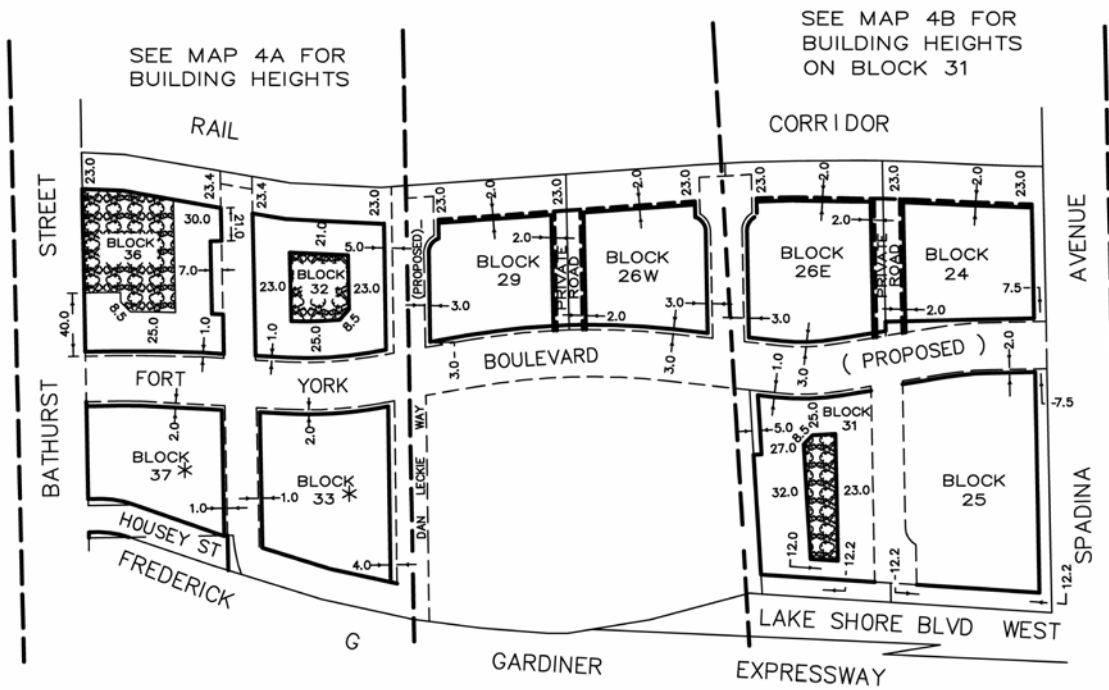 SEE MAP 4A FOR
BUILDING HEIGHTS
SEE MAP 4B FOR
BUILDING HEIGHTS
ON BLOCK 31
RAIL
CORRIDOR
STREET
AVENUE
23.0
23.4
23.4
23.0
23.0
2.0
23.0
2.0
23.0
23.0
2.0
23.0
2.0
23.0
30.0
21.0
BLOCK
36
7.0
40.0
8.5
25.0
1.0
21.0
5.0
BLOCK
32
23.0
23.0
8.5
25.0
1.0
(PROPOSED)
BLOCK
29
3.0
2.0
PRIVATE
ROAD
BLOCK
26W
2.0
3.0
3.0
3.0
BLOCK
26E
3.0
2.0
PRIVATE
ROAD
BLOCK
24
2.0
7.5
FORT
YORK
BOULEVARD
( PROPOSED )
3.0
1.0
3.0
2.0
-7.5
BATHURST
2.0
BLOCK
37 *
1.0
2.0
BLOCK
33 *
1.0
4.0
DAN LECKIE WAY
5.0
8.5
25.0
BLOCK
31
27.0
32.0
23.0
12.0
-12.2
-12.2
BLOCK
25
12.2
SPADINA
HOUSEY ST
FREDERICK
G
GARDINER
EXPRESSWAY
LAKE SHORE BLVD WEST